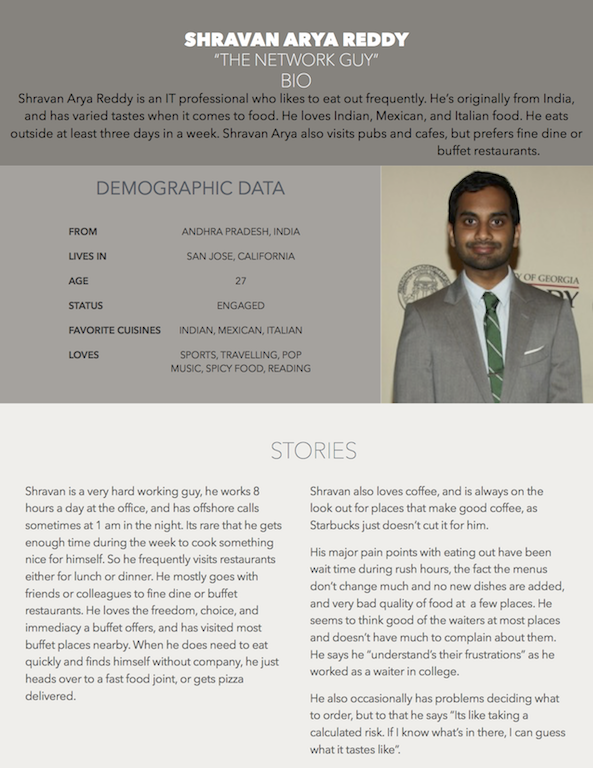 SHRAVAN ARYA REDDY
“THE NETWORK GUY”
BIO
Shravan Arya Reddy is an IT professional who likes to eat out frequently. He’s originally from India,
and has varied tastes when it comes to food. He loves Indian, Mexican, and Italian food. He eats
outside at least three days in a week. Shravan Arya also visits pubs and cafes, but prefers fine dine or
buffet restaurants.
DEMOGRAPHIC DATA
FROM ANDHRA PRADESH, INDIA
LIVES IN SAN JOSE, CALIFORNIA
AGE 27
STATUS ENGAGED
FAVORITE CUISINES INDIAN, MEXICAN, ITALIAN
LOVES SPORTS, TRAVELLING, POP
MUSIC, SPICY FOOD, READING
OF GEORGIA
STORIES
Shravan is a very hard working guy, he works 8
hours a day at the office, and has offshore calls
sometimes at 1 am in the night. Its rare that he gets
enough time during the week to cook something
nice for himself. So he frequently visits restaurants
either for lunch or dinner. He mostly goes with
friends or colleagues to fine dine or buffet
restaurants. He loves the freedom, choice, and
immediacy a buffet offers, and has visited most
buffet places nearby. When he does need to eat
quickly and finds himself without company, he just
heads over to a fast food joint, or gets pizza
delivered.
Shravan also loves coffee, and is always on the
look out for places that make good coffee, as
Starbucks just doesn’t cut it for him.
His major pain points with eating out have been
wait time during rush hours, the fact the menus
don’t change much and no new dishes are added,
and very bad quality of food at a few places. He
seems to think good of the waiters at most places
and doesn’t have much to complain about them.
He says he “understand’s their frustrations” as he
worked as a waiter in college.
He also occasionally has problems deciding what
to order, but to that he says “Its like taking a
calculated risk. If I know what’s in there, I can guess
what it tastes like”.